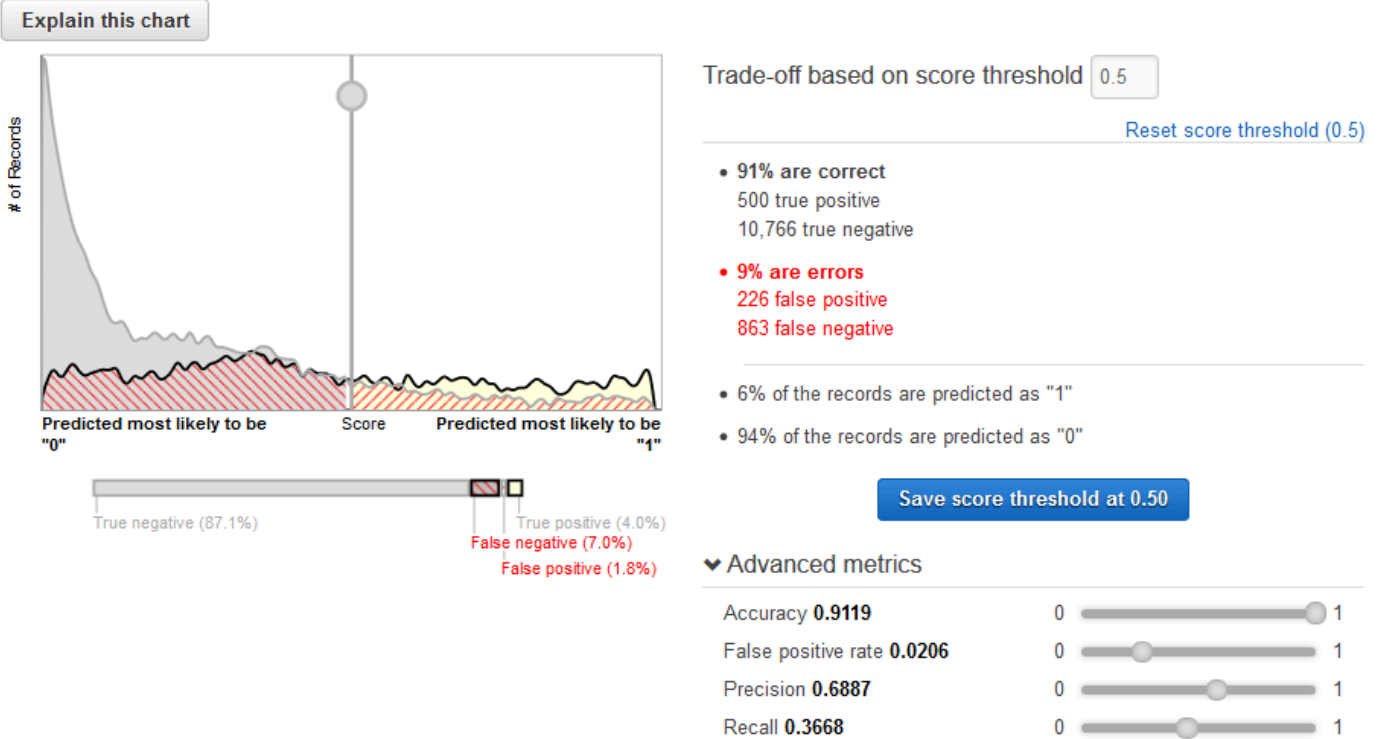 Explain this chart
# of Records
Predicted most likely to be "0"
Score
Predicted most likely to be "1"
True negative (87.1%)
True positive (4.0%)
False negative (7.0%)
False positive (1.8%)
Trade-off based on score threshold 0.5
Reset score threshold (0.5)
• 91% are correct
500 true positive
10,766 true negative
• 9% are errors
226 false positive
863 false negative
• 6% of the records are predicted as "1"
• 94% of the records are predicted as "0"
Save score threshold at 0.50
Advanced metrics
Accuracy 0.9119 0 1
False positive rate 0.0206 0 1
Precision 0.6887 0 1
Recall 0.3668 0 1